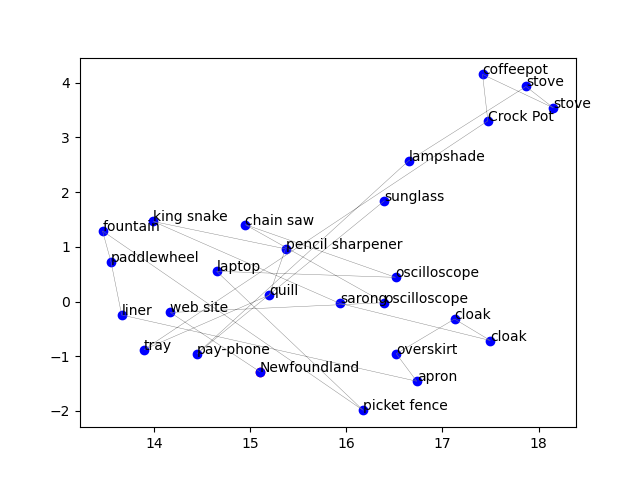 coffeepot
stove
stove
Crock Pot
lampshade
sunglass
king snake
chain saw
fountain
pencil sharpener
paddlewheel
laptop
oscilloscope
quill
sarong
oscilloscope
liner
web site
cloak
cloak
tray
pay-phone
overskirt
Newfoundland
apron
picket fence
4
3
2
1
0
−1
−2
14
15
16
17
18